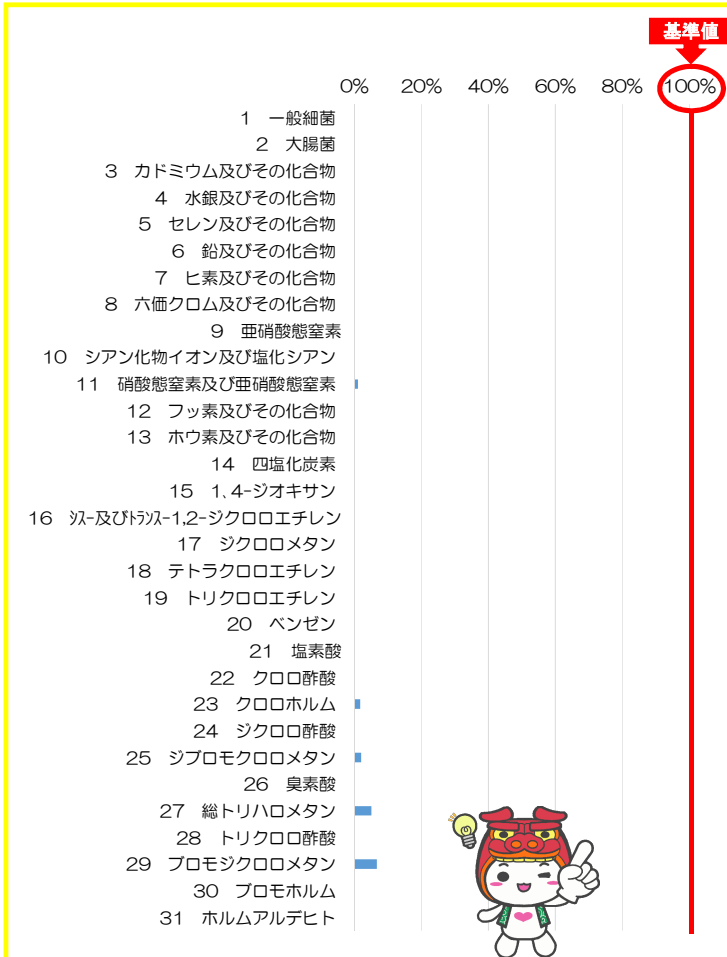 基準値
0% 20% 40% 60% 80% 100%
1 一般細菌
2 大腸菌
3 カドミウム及びその化合物
4 水銀及びその化合物
5 セレン及びその化合物
6 鉛及びその化合物
7 ヒ素及びその化合物
8 六価クロム及びその化合物
9 亜硝酸態窒素
10 シアン化物イオン及び塩化シアン
11 硝酸態窒素及び亜硝酸態窒素
12 フッ素及びその化合物
13 ホウ素及びその化合物
14 四塩化炭素
15 1、4-ジオキサン
16 シス-及びトランス-1,2-ジクロロエチレン
17 ジクロロメタン
18 テトラクロロエチレン
19 トリクロロエチレン
20 ベンゼン
21 塩素酸
22 クロロ酢酸
23 クロロホルム
24 ジクロロ酢酸
25 ジブロモクロロメタン
26 臭素酸
27 総トリハロメタン
28 トリクロロ酢酸
29 ブロモジクロロメタン
30 ブロモホルム
31 ホルムアルデヒト